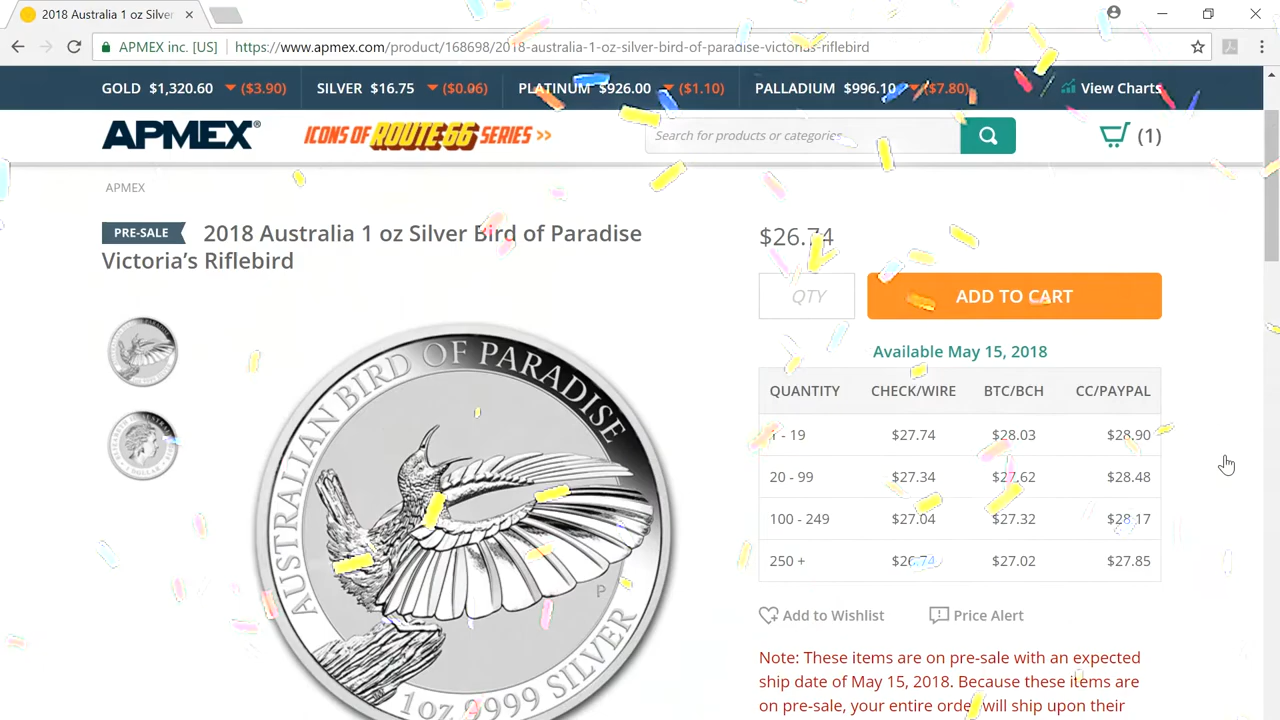 2018 Australia 1 oz Silver
APMEX inc. [US] https://www.apmex.com/product/168698/2018-australia-1-oz-silver-bird-of-paradise-victorias-riflebird
GOLD $1,320.60 ($3.90) SILVER $16.75 ($0.06) PLATINUM $926.00 ($1.10) PALLADIUM $996.10 ($7.80) View Charts
APMEX® ICONS OF ROUTE 66 SERIES >> Search for products or categories (1)
APMEX
PRE-SALE 2018 Australia 1 oz Silver Bird of Paradise
Victoria's Riflebird
$26.74
QTY ADD TO CART
Available May 15, 2018
QUANTITY CHECK/WIRE BTC/BCH CC/PAYPAL
1 - 19 $27.74 $28.03 $28.90
20 - 99 $27.34 $27.62 $28.48
100 - 249 $27.04 $27.32 $28.17
250 + $26.74 $27.02 $27.85
Add to Wishlist Price Alert
Note: These items are on pre-sale with an expected
ship date of May 15, 2018. Because these items are
on pre-sale, your entire order will ship upon their
AUSTRALIAN BIRD OF PARADISE
P
1 oz 9999 SILVER